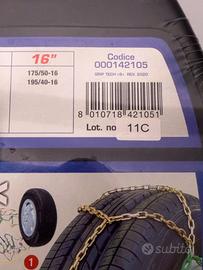 16"
Codice
000142105
GRIP TECH «9» REV. 2020
175/50-16
195/40-16
8 010718 421051
Lot. no 11C
X
1
Subito